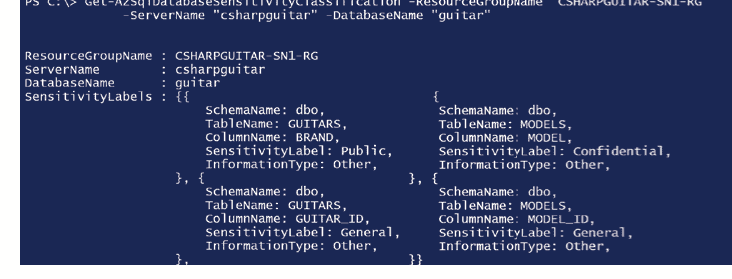 PS C:\> Get-AzSqlDatabaseSensitivityClassification -ResourceGroupName "CSHARPGUITAR-SN1-RG
-ServerName "csharpguitar" -DatabaseName "guitar"
ResourceGroupName : CSHARPGUITAR-SN1-RG
ServerName : csharpguitar
DatabaseName : guitar
SensitivityLabels : {{ {
SchemaName: dbo, SchemaName: dbo,
TableName: GUITARS, TableName: MODELS,
ColumnName: BRAND, ColumnName: MODEL,
SensitivityLabel: Public, SensitivityLabel: Confidential,
InformationType: Other, InformationType: Other,
}, { }, {
SchemaName: dbo, SchemaName: dbo,
TableName: GUITARS, TableName: MODELS,
ColumnName: GUITAR_ID, ColumnName: MODEL_ID,
SensitivityLabel: General, SensitivityLabel: General,
InformationType: Other, InformationType: Other,
}, }}